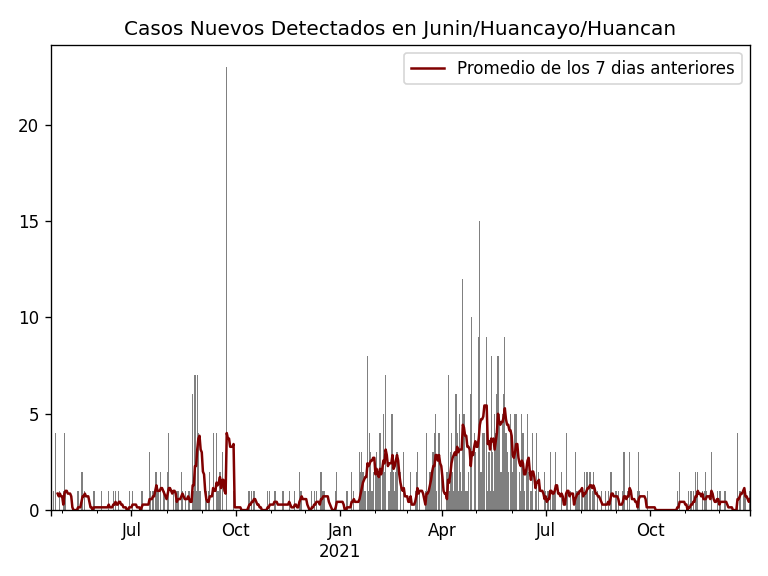 Casos Nuevos Detectados en Junin/Huancayo/Huancan
Promedio de los 7 dias anteriores
20
15
10
5
0
Jul Oct Jan Apr Jul Oct
2021